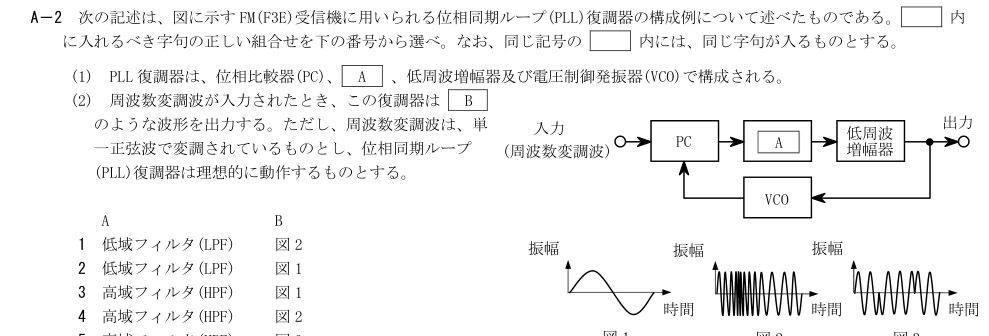 A－2 次の記述は、図に示す FM(F3E)受信機に用いられる位相同期ループ(PLL)復調器の構成例について述べたものである。 内
に入れるべき字句の正しい組合せを下の番号から選べ。なお、同じ記号の 内には、同じ字句が入るものとする。
(1) PLL 復調器は、位相比較器(PC)、 A 、低周波増幅器及び電圧制御発振器(VCO)で構成される。
(2) 周波数変調波が入力されたとき、この復調器は B
のような波形を出力する。ただし、周波数変調波は、単
一正弦波で変調されているものとし、位相同期ループ
(PLL)復調器は理想的に動作するものとする。
入力
(周波数変調波)
PC
A
低周波
増幅器
出力
VCO
A B
1 低域フィルタ(LPF) 図 2
2 低域フィルタ(LPF) 図 1
3 高域フィルタ(HPF) 図 1
4 高域フィルタ(HPF) 図 2
振幅
時間
振幅
時間
振幅
時間